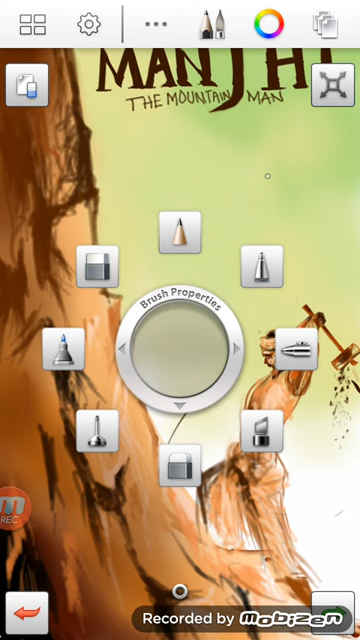 MANJHI
THE MOUNTAIN MAN
Brush Properties
REC
Recorded by mobizen